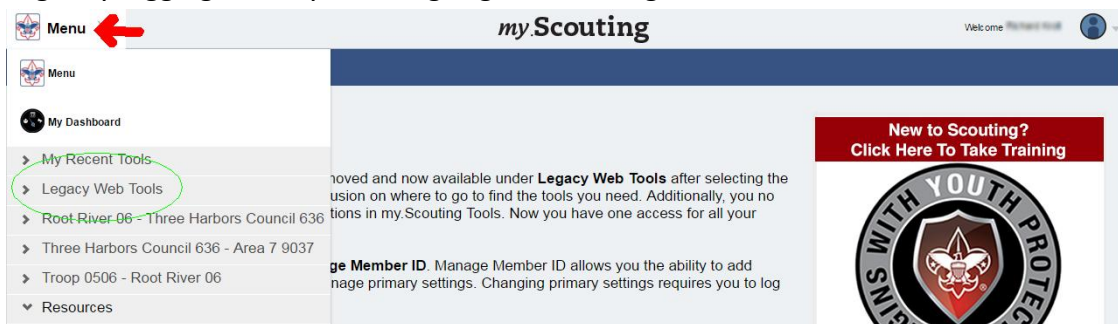 Menu
my.Scouting
Welcome
Menu
My Dashboard
My Recent Tools
Legacy Web Tools
Root River 06 - Three Harbors Council 636
Three Harbors Council 636 - Area 7 9037
Troop 0506 - Root River 06
Resources
noved and now available under Legacy Web Tools after selecting the
usion on where to go to find the tools you need. Additionally, you no
tions in my.Scouting Tools. Now you have one access for all your
ge Member ID. Manage Member ID allows you the ability to add
nage primary settings. Changing primary settings requires you to log
New to Scouting?
Click Here To Take Training
GINS WITH YOUTH PROTEC